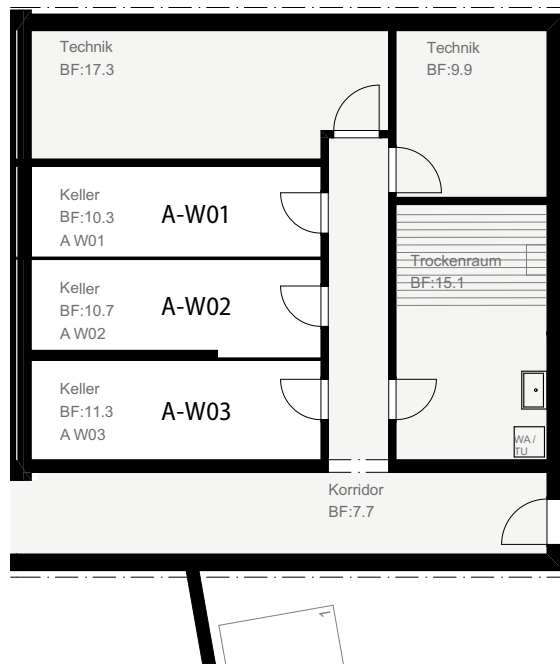 Technik
BF:17.3
Technik
BF:9.9
Keller
BF:10.3
A W01
A-W01
Keller
BF:10.7
A W02
A-W02
Trockenraum
BF:15.1
Keller
BF:11.3
A W03
A-W03
WA /
TU
Korridor
BF:7.7
1